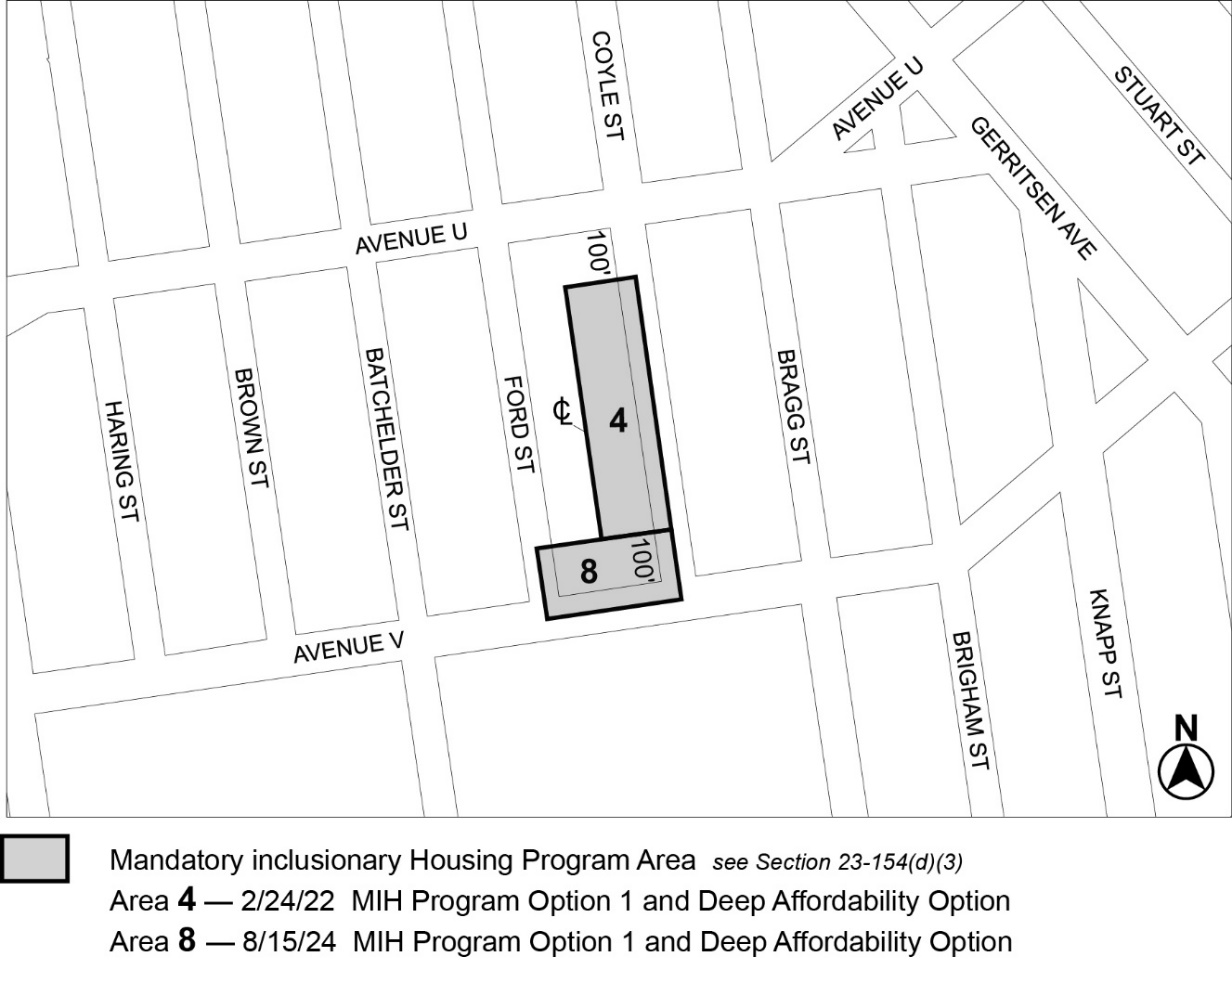 COYLE ST
AVENUE U
STUART ST
GERRITSEN AVE
AVENUE U
100'
HARING ST
BROWN ST
BATCHELDER ST
FORD ST
℄
4
BRAGG ST
8
100'
AVENUE V
BRIGHAM ST
KNAPP ST
N
Mandatory inclusionary Housing Program Area see Section 23-154(d)(3)
Area 4 — 2/24/22 MIH Program Option 1 and Deep Affordability Option
Area 8 — 8/15/24 MIH Program Option 1 and Deep Affordability Option